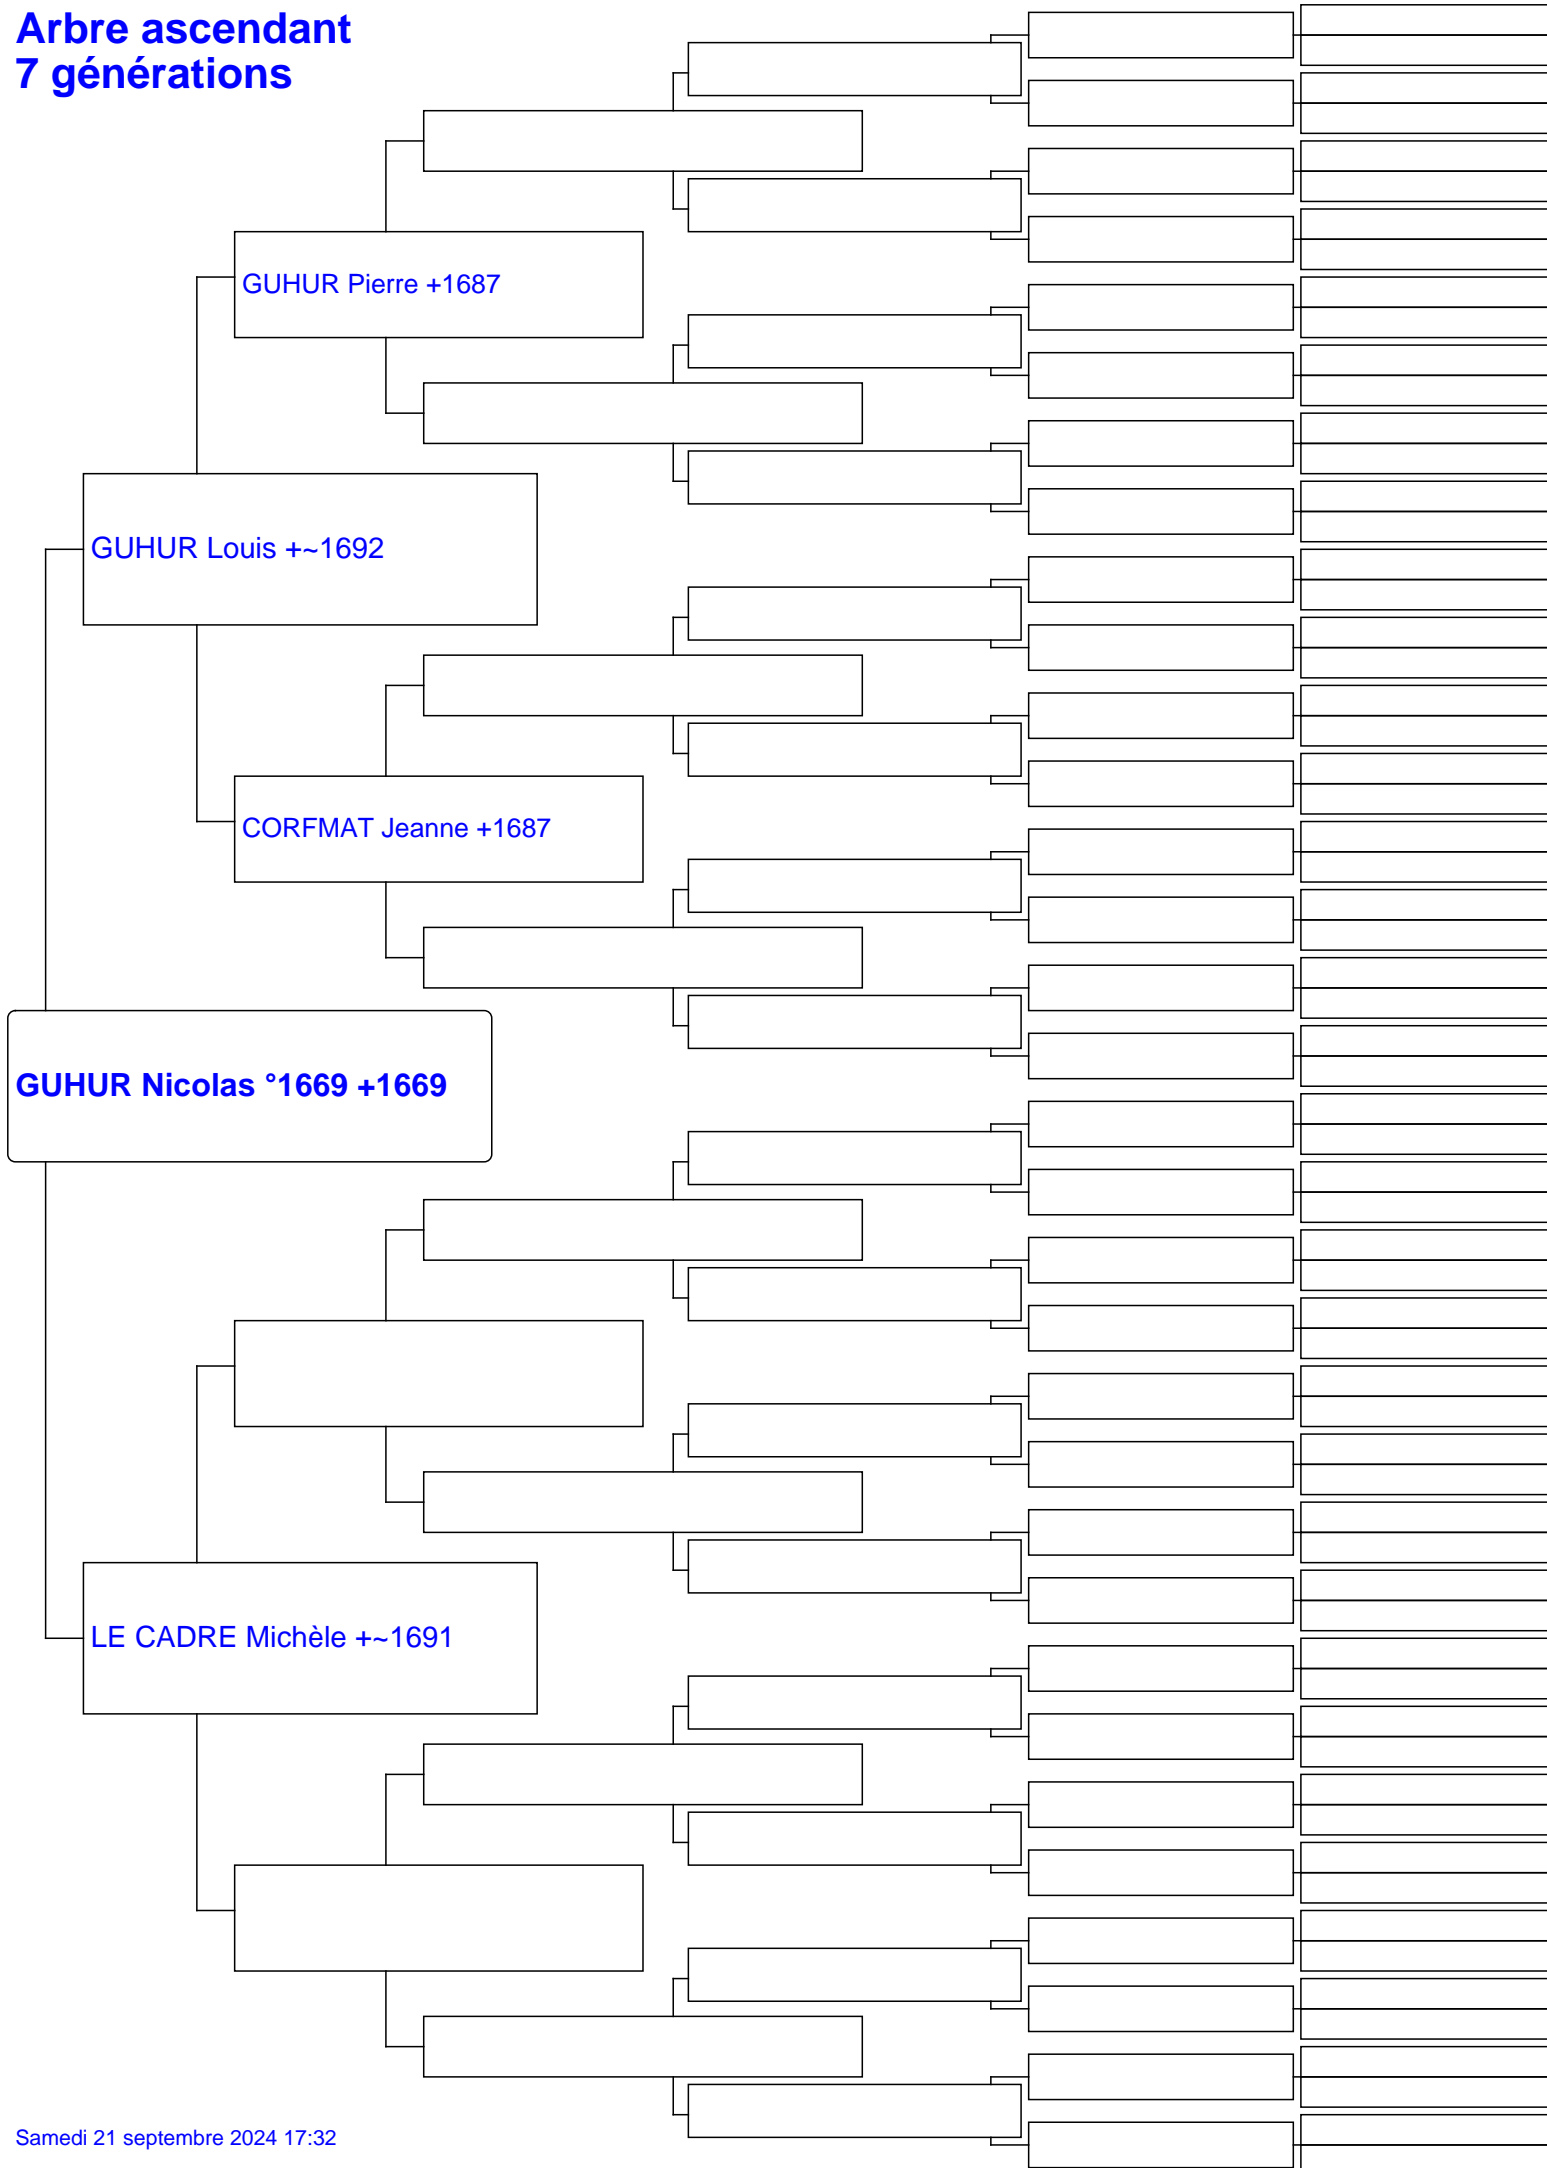 Arbre ascendant
7 générations
GUHUR Pierre +1687
GUHUR Louis +~1692
CORFMAT Jeanne +1687
GUHUR Nicolas °1669 +1669
LE CADRE Michèle +~1691
Samedi 21 septembre 2024 17:32